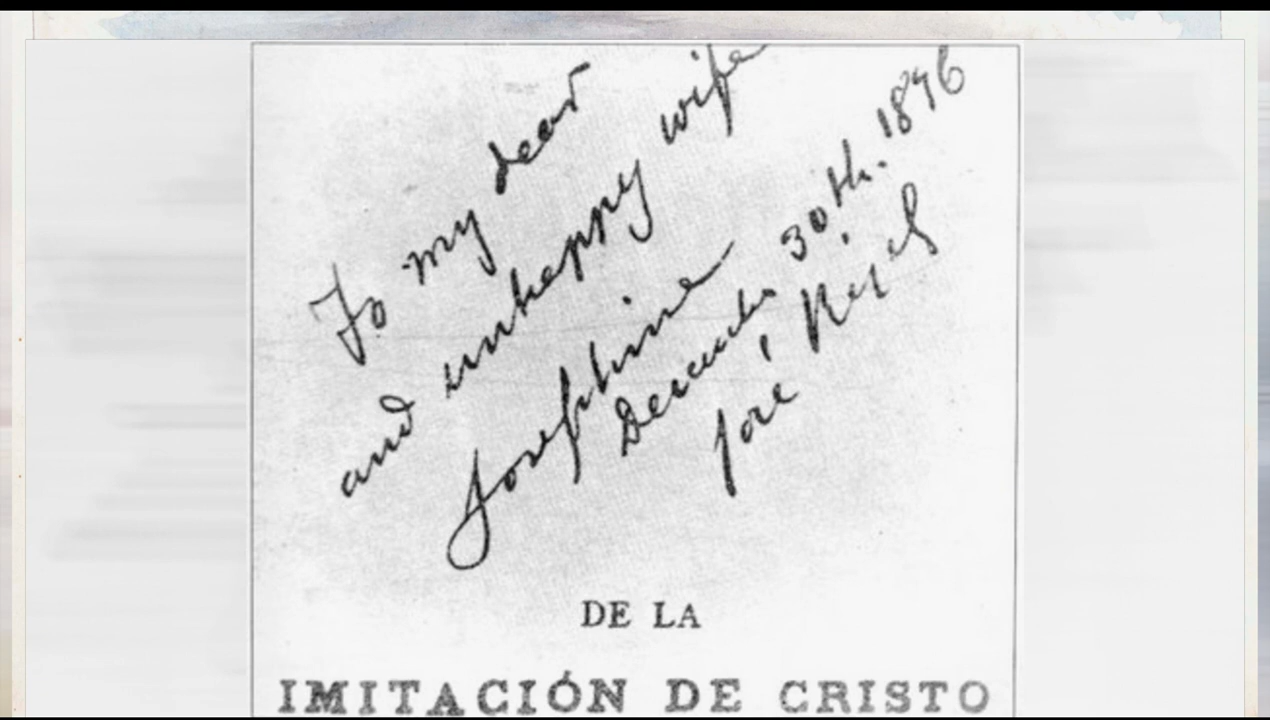 To my dear
and unhappy wife
Josephine
December 30th. 1896
José Rizal
DE LA
IMITACIÓN DE CRISTO